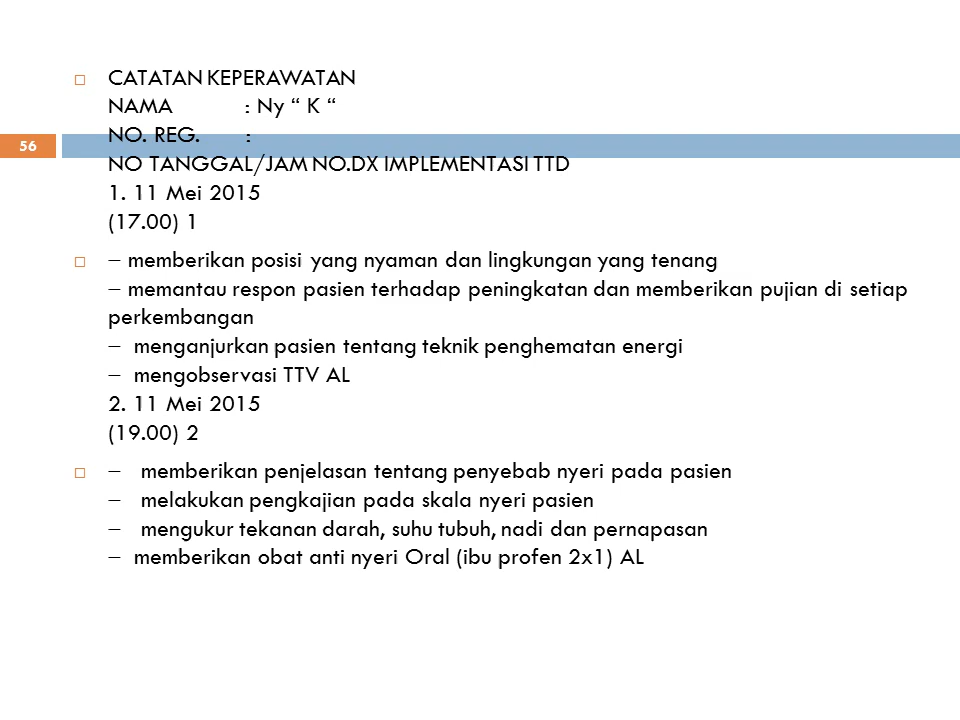 CATATAN KEPERAWATAN
NAMA : Ny “ K “
56
NO. REG. :
NO TANGGAL/JAM NO.DX IMPLEMENTASI TTD
1. 11 Mei 2015
(17.00) 1
− memberikan posisi yang nyaman dan lingkungan yang tenang
− memantau respon pasien terhadap peningkatan dan memberikan pujian di setiap
perkembangan
− menganjurkan pasien tentang teknik penghematan energi
− mengobservasi TTV AL
2. 11 Mei 2015
(19.00) 2
− memberikan penjelasan tentang penyebab nyeri pada pasien
− melakukan pengkajian pada skala nyeri pasien
− mengukur tekanan darah, suhu tubuh, nadi dan pernapasan
− memberikan obat anti nyeri Oral (ibu profen 2x1) AL